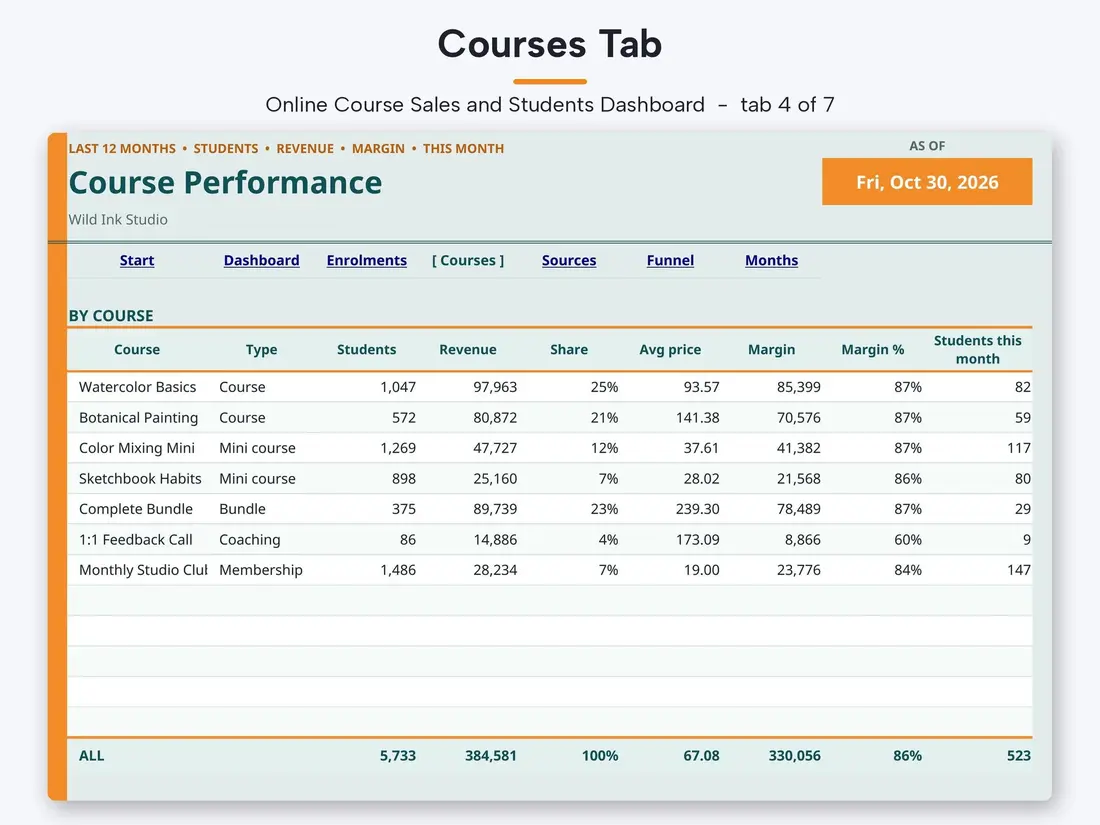 Courses Tab
Online Course Sales and Students Dashboard - tab 4 of 7
LAST 12 MONTHS • STUDENTS • REVENUE • MARGIN • THIS MONTH
AS OF
Course Performance
Fri, Oct 30, 2026
Wild Ink Studio
Start Dashboard Enrolments [ Courses ] Sources Funnel Months
BY COURSE
Course Type Students Revenue Share Avg price Margin Margin % Students this month
Watercolor Basics Course 1,047 97,963 25% 93.57 85,399 87% 82
Botanical Painting Course 572 80,872 21% 141.38 70,576 87% 59
Color Mixing Mini Mini course 1,269 47,727 12% 37.61 41,382 87% 117
Sketchbook Habits Mini course 898 25,160 7% 28.02 21,568 86% 80
Complete Bundle Bundle 375 89,739 23% 239.30 78,489 87% 29
1:1 Feedback Call Coaching 86 14,886 4% 173.09 8,866 60% 9
Monthly Studio Club Membership 1,486 28,234 7% 19.00 23,776 84% 147
ALL 5,733 384,581 100% 67.08 330,056 86% 523